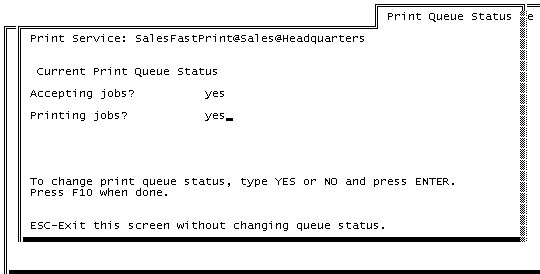 Print Queue Status e
Print Service: SalesFastPrint@Sales@Headquarters
Current Print Queue Status
Accepting jobs? yes
Printing jobs? yes
To change print queue status, type YES or NO and press ENTER.
Press F10 when done.
ESC-Exit this screen without changing queue status.